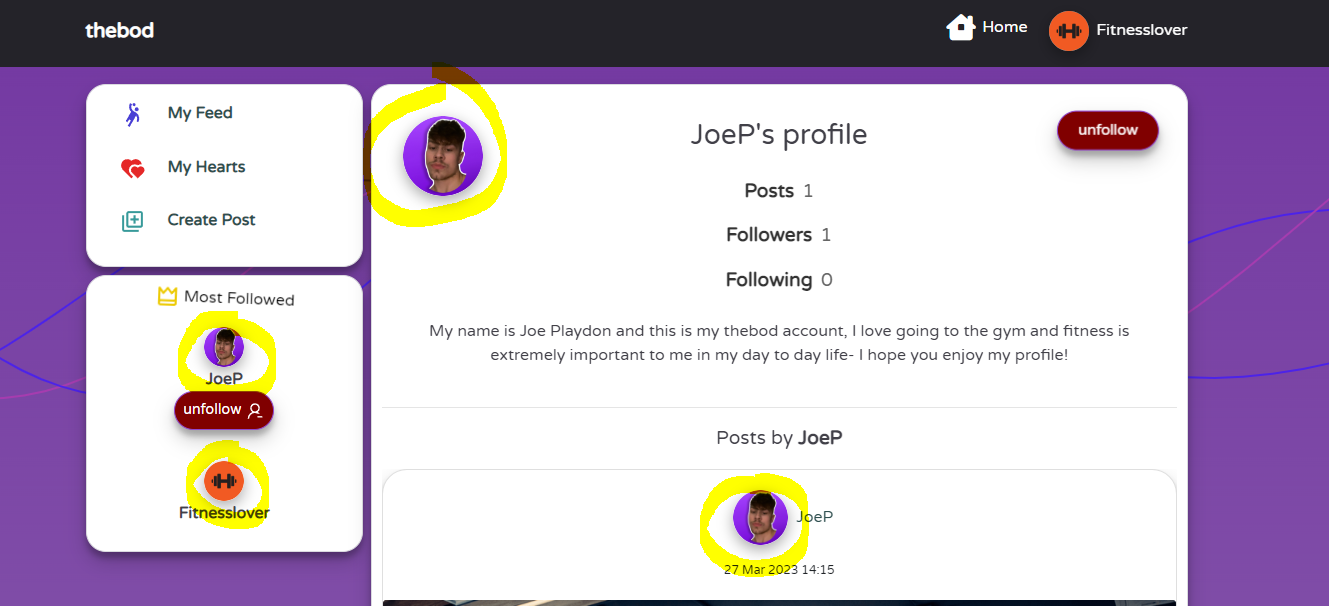 thebod
Home
Fitnesslover
My Feed
My Hearts
Create Post
Most Followed
JoeP
unfollow
Fitnesslover
JoeP's profile
unfollow
Posts 1
Followers 1
Following 0
My name is Joe Playdon and this is my thebod account, I love going to the gym and fitness is
extremely important to me in my day to day life- I hope you enjoy my profile!
Posts by JoeP
JoeP
27 Mar 2023 14:15